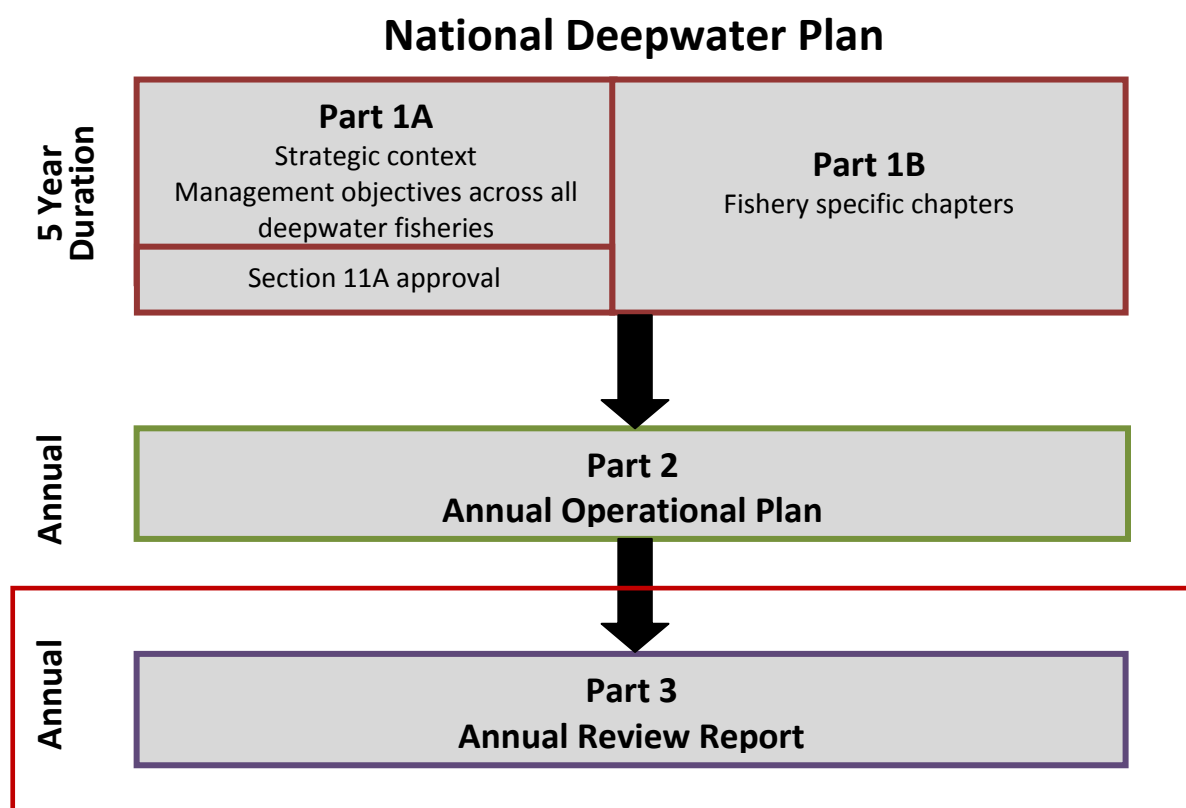 National Deepwater Plan
5 Year
Duration
Part 1A
Strategic context
Management objectives across all
deepwater fisheries
Section 11A approval
Part 1B
Fishery specific chapters
Annual
Part 2
Annual Operational Plan
Annual
Part 3
Annual Review Report